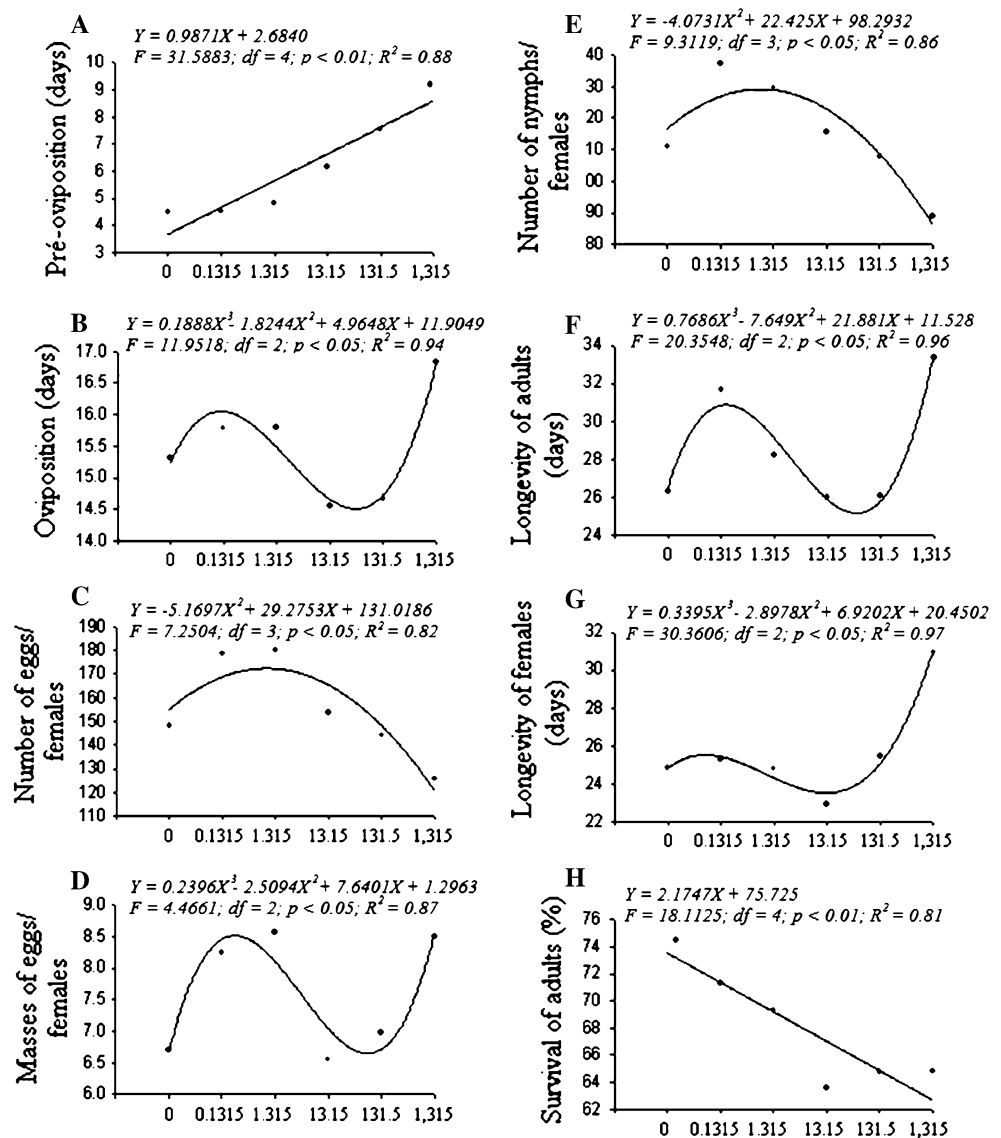 A
Y = 0.9871X + 2.6840
F = 31.5883; df = 4; p < 0.01; R² = 0.88
Pré-oviposition (days)
10
9
8
7
6
5
4
3
0 0.1315 1.315 13.15 131.5 1,315
B
Y = 0.1888X³- 1.8244X² + 4.9648X + 11.9049
F = 11.9518; df = 2; p < 0.05; R² = 0.94
Oviposition (days)
17.0
16.5
16.0
15.5
15.0
14.5
14.0
0 0.1315 1.315 13.15 131.5 1,315
C
Y = -5.1697X² + 29.2753X + 131.0186
F = 7.2504; df = 3; p < 0.05; R² = 0.82
Number of eggs/
females
190
180
170
160
150
140
130
120
110
0 0.1315 1.315 13.15 131.5 1,315
D
Y = 0.2396X³- 2.5094X² + 7.6401X + 1.2963
F = 4.4661; df = 2; p < 0.05; R² = 0.87
Masses of eggs/
females
9.0
8.5
8.0
7.5
7.0
6.5
6.0
0 0.1315 1.315 13.15 131.5 1,315
E
Y = -4.0731X² + 22.425X + 98.2932
F = 9.3119; df = 3; p < 0.05; R² = 0.86
Number of nymphs/
females
40
30
20
10
00
90
80
0 0.1315 1.315 13.15 131.5 1,315
F
Y = 0.7686X³ - 7.649X² + 21.881X + 11.528
F = 20.3548; df = 2; p < 0.05; R² = 0.96
Longevity of adults
(days)
34
32
30
28
26
24
0 0.1315 1.315 13.15 131.5 1,315
G
Y = 0.3395X³- 2.8978X² + 6.9202X + 20.4502
F = 30.3606; df = 2; p < 0.05; R² = 0.97
Longevity of females
(days)
32
30
28
26
24
22
0 0.1315 1.315 13.15 131.5 1,315
H
Y = 2.1747X + 75.725
F = 18.1125; df = 4; p < 0.01; R² = 0.81
Survival of adults (%)
76
74
72
70
68
66
64
62
0 0.1315 1.315 13.15 131.5 1,315